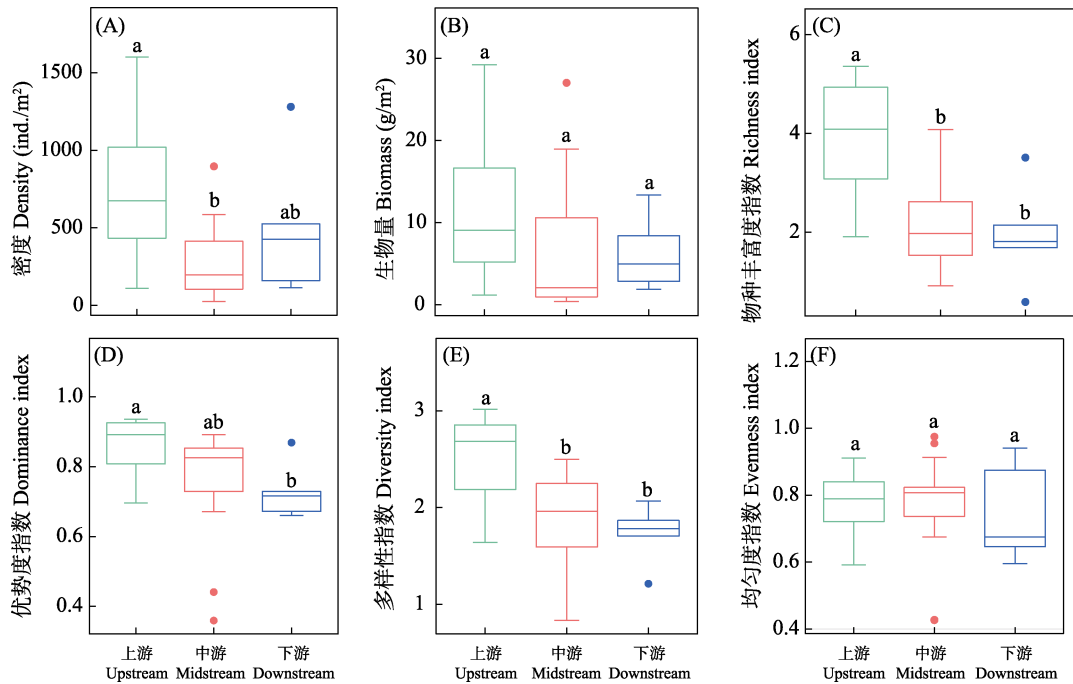 (A)
密度 Density (ind./m²)
1500
1000
500
0
a
b
ab
(B)
生物量 Biomass (g/m²)
30
20
10
0
a
a
a
(C)
物种丰富度指数 Richness index
6
4
2
a
b
b
(D)
优势度指数 Dominance index
1.0
0.8
0.6
0.4
a
ab
b
上游 中游 下游
Upstream Midstream Downstream
(E)
多样性指数 Diversity index
3
2
1
a
b
b
上游 中游 下游
Upstream Midstream Downstream
(F)
均匀度指数 Evenness index
1.2
1.0
0.8
0.6
0.4
a
a
a
上游 中游 下游
Upstream Midstream Downstream